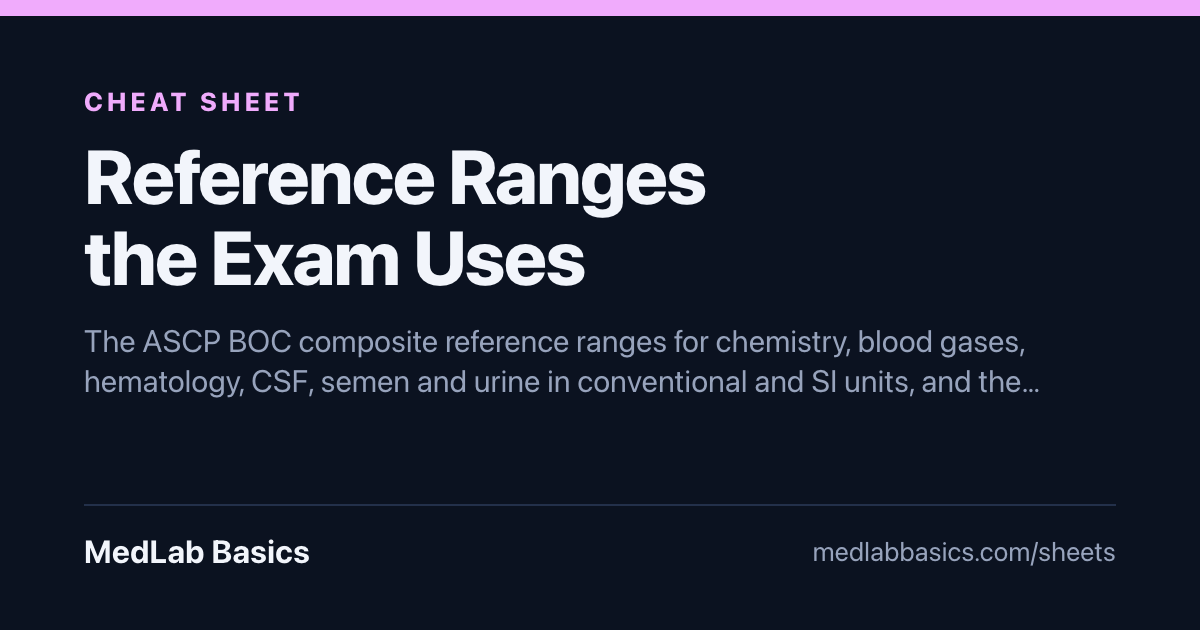 CHEAT SHEET
Reference Ranges
the Exam Uses
The ASCP BOC composite reference ranges for chemistry, blood gases,
hematology, CSF, semen and urine in conventional and SI units, and the…
MedLab Basics
medlabbasics.com/sheets